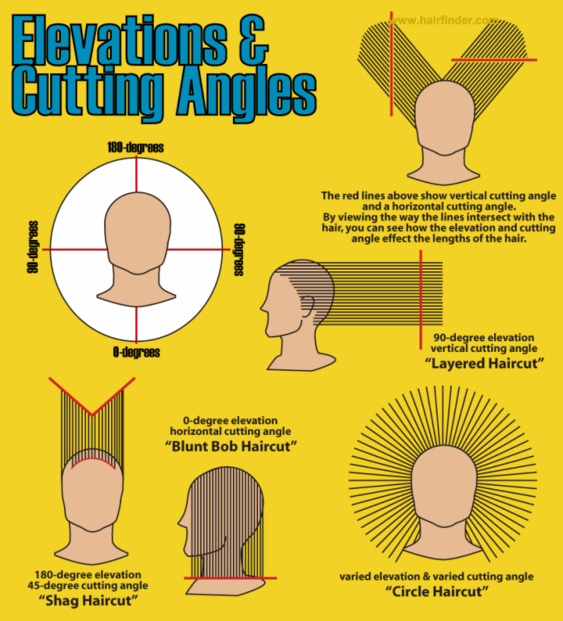 Elevations &
Cutting Angles
www.hairfinder.com
180-degrees
90-degrees
90-degrees
0-degrees
The red lines above show vertical cutting angle
and a horizontal cutting angle.
By viewing the way the lines intersect with the
hair, you can see how the elevation and cutting
angle effect the lengths of the hair.
90-degree elevation
vertical cutting angle
"Layered Haircut"
0-degree elevation
horizontal cutting angle
"Blunt Bob Haircut"
180-degree elevation
45-degree cutting angle
"Shag Haircut"
varied elevation & varied cutting angle
"Circle Haircut"